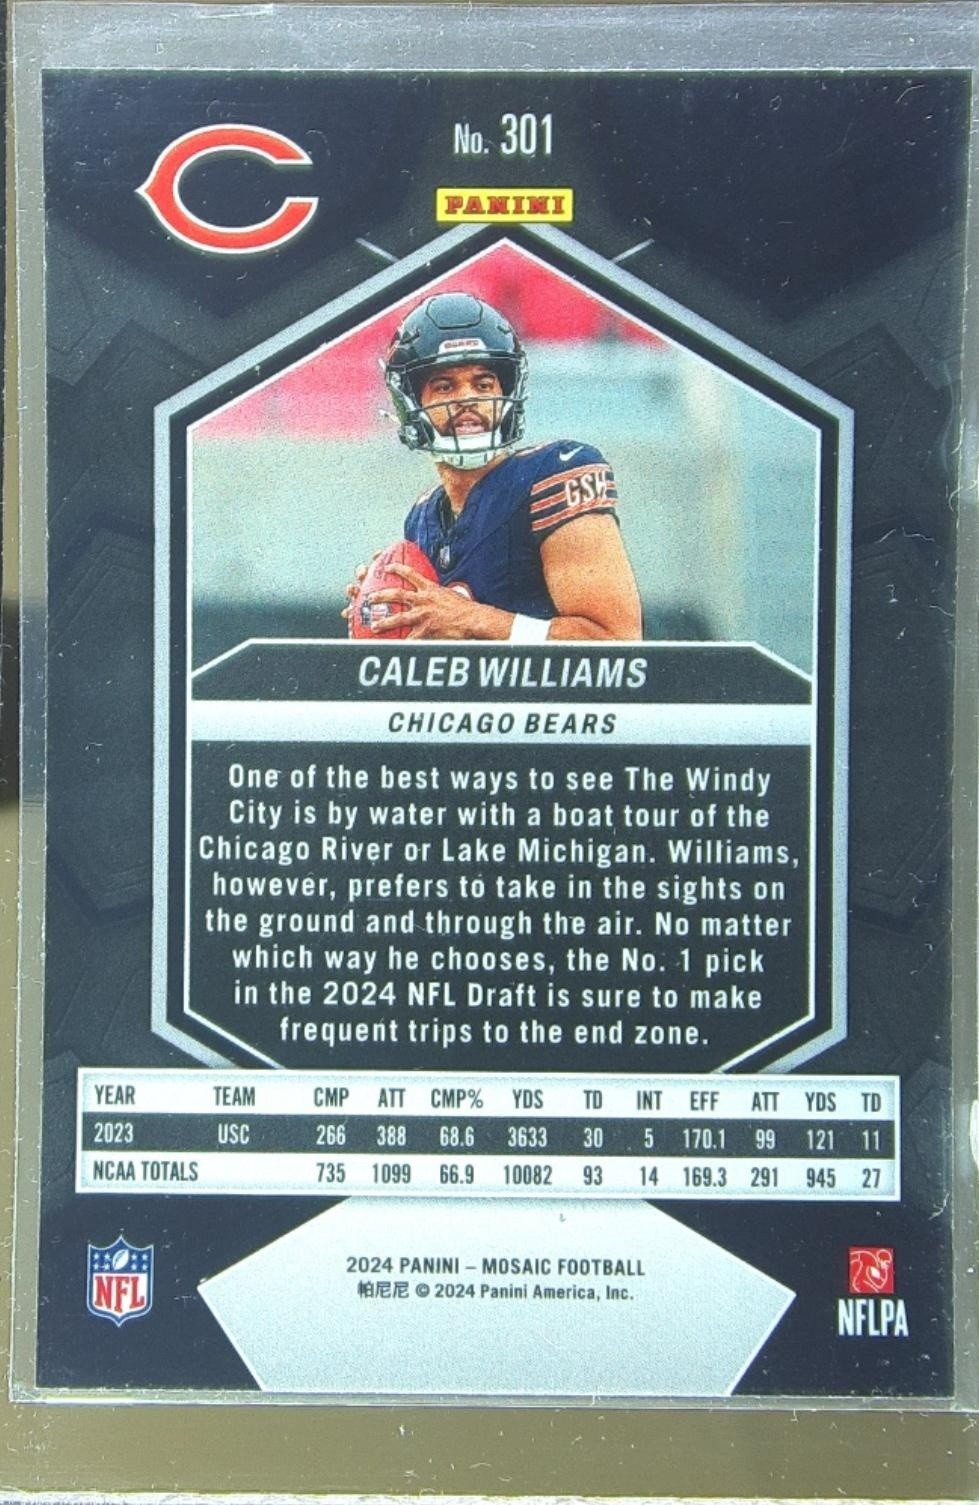 No. 301
PANINI
BEARS
GSH
CALEB WILLIAMS
CHICAGO BEARS
One of the best ways to see The Windy
City is by water with a boat tour of the
Chicago River or Lake Michigan. Williams,
however, prefers to take in the sights on
the ground and through the air. No matter
which way he chooses, the No. 1 pick
in the 2024 NFL Draft is sure to make
frequent trips to the end zone.
YEAR TEAM CMP ATT CMP% YDS TD INT EFF ATT YDS TD
2023 USC 266 388 68.6 3633 30 5 170.1 99 121 11
NCAA TOTALS 735 1099 66.9 10082 93 14 169.3 291 945 27
NFL
2024 PANINI – MOSAIC FOOTBALL
帕尼尼 © 2024 Panini America, Inc.
NFLPA